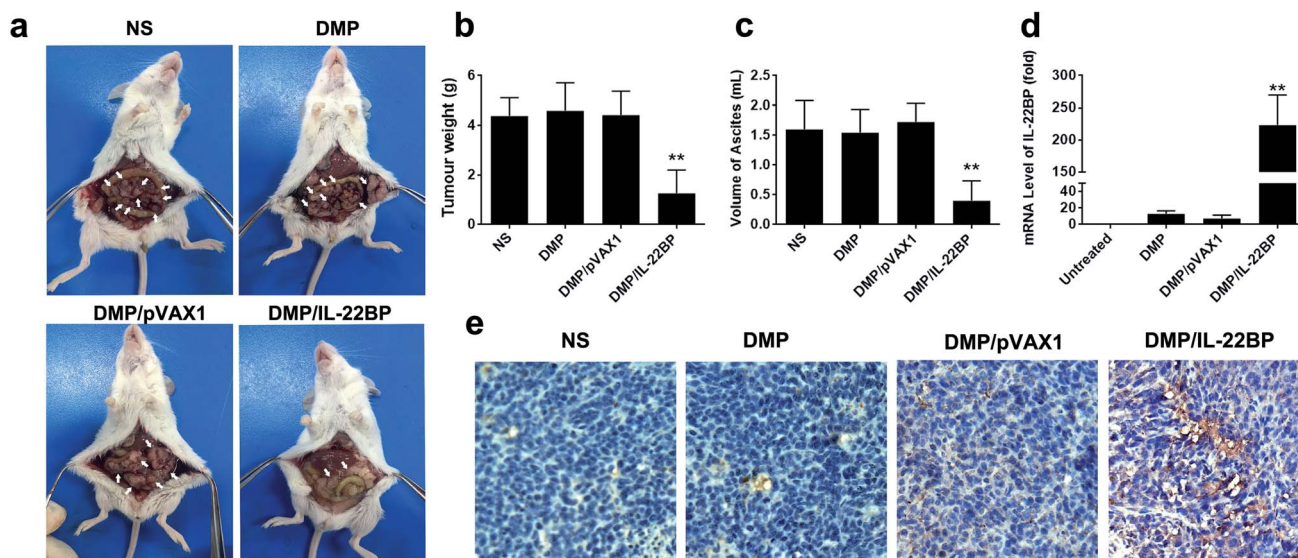 a
NS
DMP
DMP/pVAX1
DMP/IL-22BP
b
Tumour weight (g)
6
4
2
0
**
NS
DMP
DMP/pVAX1
DMP/IL-22BP
c
Volume of Ascites (mL)
2.5
2.0
1.5
1.0
0.5
0.0
**
NS
DMP
DMP/pVAX1
DMP/IL-22BP
d
mRNA Level of IL-22BP (fold)
300
250
200
150
100
50
40
20
0
**
Untreated
DMP
DMP/pVAX1
DMP/IL-22BP
e
NS
DMP
DMP/pVAX1
DMP/IL-22BP